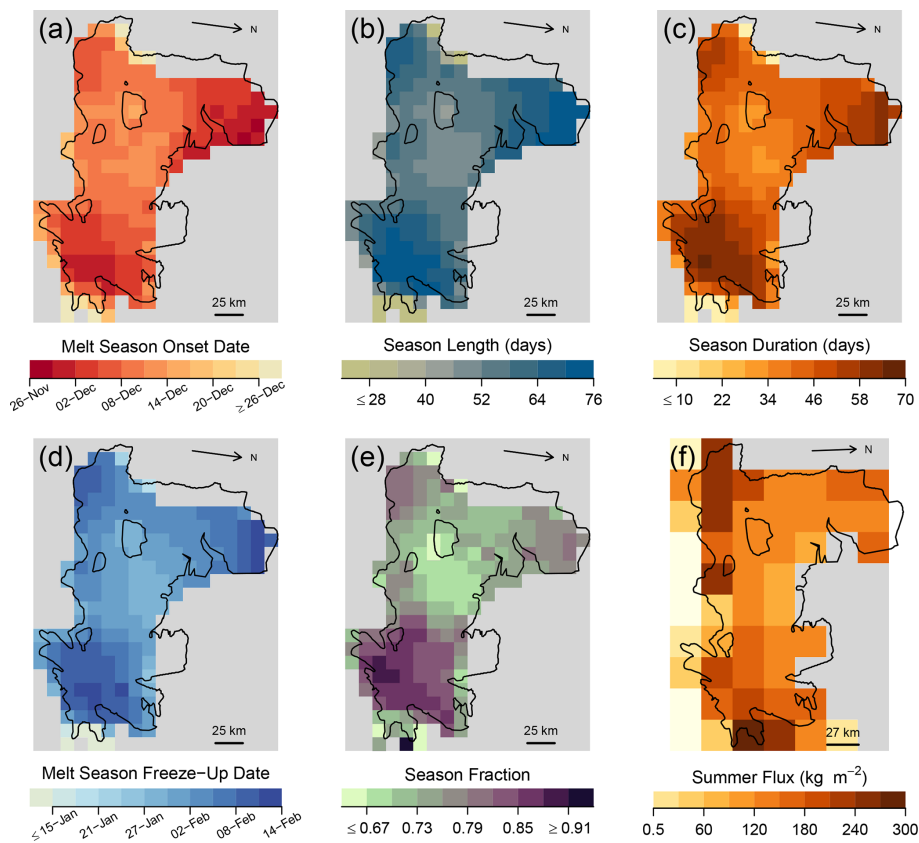 (a)
N
25 km
Melt Season Onset Date
26−Nov
02−Dec
08−Dec
14−Dec
20−Dec
≥ 26−Dec
(b)
N
25 km
Season Length (days)
≤ 28
40
52
64
76
(c)
N
25 km
Season Duration (days)
≤ 10
22
34
46
58
70
(d)
N
25 km
Melt Season Freeze−Up Date
≤ 15−Jan
21−Jan
27−Jan
02−Feb
08−Feb
14−Feb
(e)
N
25 km
Season Fraction
≤ 0.67
0.73
0.79
0.85
≥ 0.91
(f)
N
27 km
Summer Flux (kg m⁻²)
0.5
60
120
180
240
300